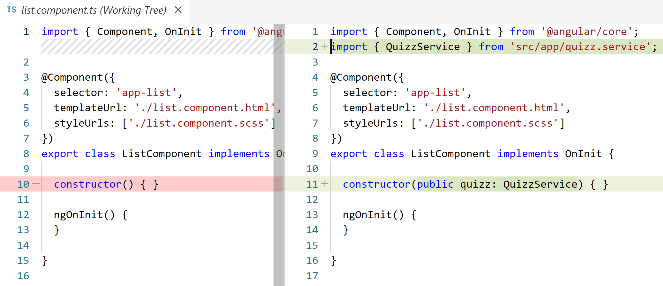 TS list.component.ts (Working Tree) ×
1 import { Component, OnInit } from '@angu
2
3 @Component({
4 selector: 'app-list',
5 templateUrl: './list.component.html',
6 styleUrls: ['./list.component.scss']
7 })
8 export class ListComponent implements On
9
10 — constructor() { }
11
12 ngOnInit() {
13 }
14
15 }
16
1 import { Component, OnInit } from '@angular/core';
2 + import { QuizzService } from 'src/app/quizz.service';
3
4 @Component({
5 selector: 'app-list',
6 templateUrl: './list.component.html',
7 styleUrls: ['./list.component.scss']
8 })
9 export class ListComponent implements OnInit {
10
11 + constructor(public quizz: QuizzService) { }
12
13 ngOnInit() {
14 }
15
16 }
17